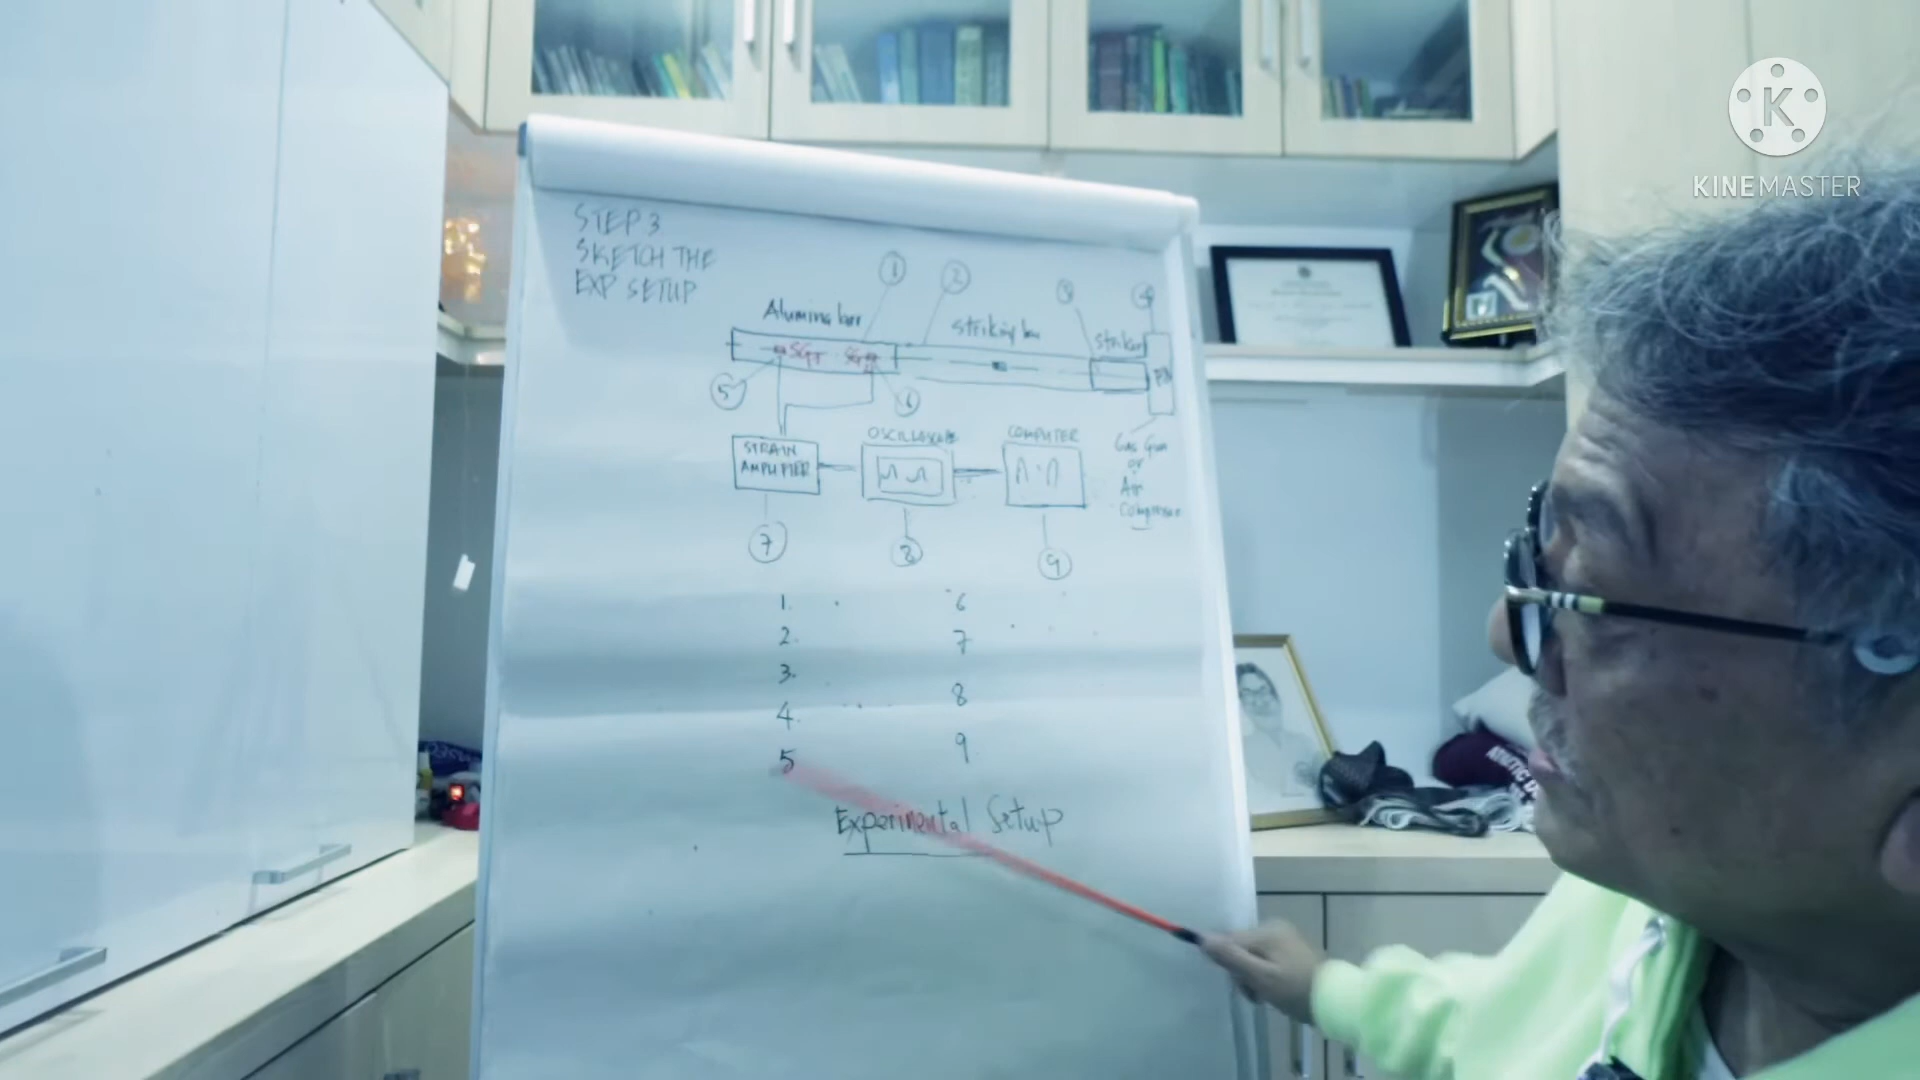 STEP 3
SKETCH THE
EXP SETUP
1
2
3
4
Alumina bar
Striking bar
Striker
SGT
5
6
OSCILLOSCOPE
COMPUTER
STRAIN
AMPLIFIER
Gas Gun
or
Air
Compressor
7
8
9
1.
2.
3.
4.
5
6
7
8
9
Experimental Setup
K
KINEMASTER